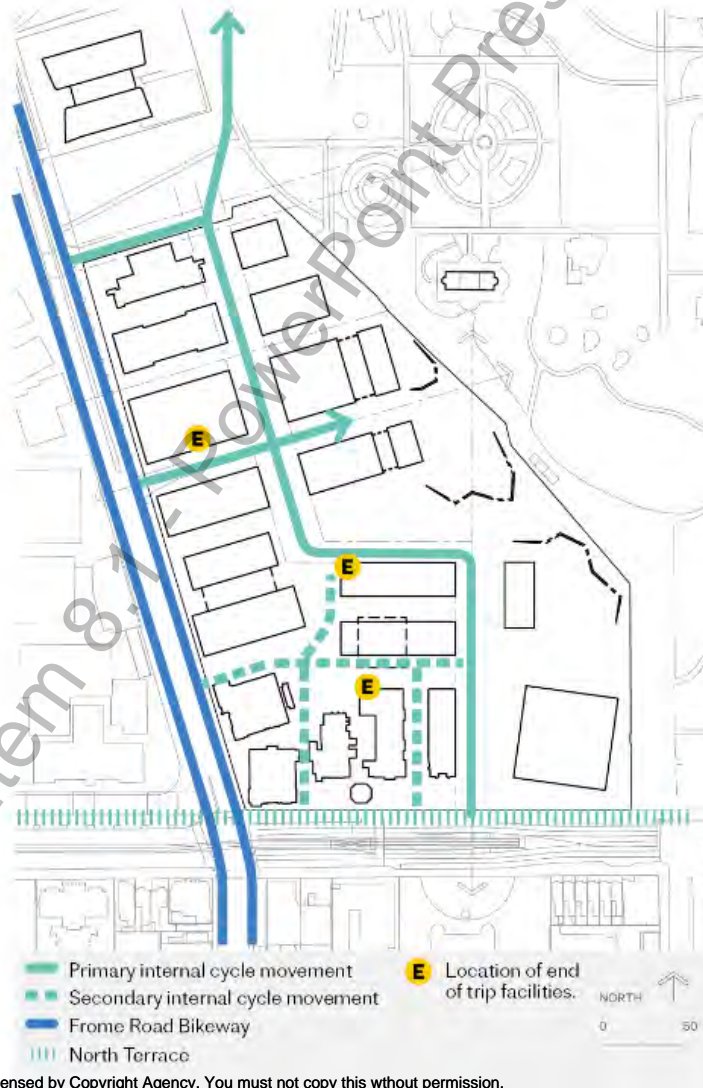 Item 8.1 - PowerPoint Pres
E
E
E
Primary internal cycle movement
Secondary internal cycle movement
Frome Road Bikeway
North Terrace
E Location of end
of trip facilities.
NORTH
0 50
ensed by Copyright Agency. You must not copy this wthout permission.